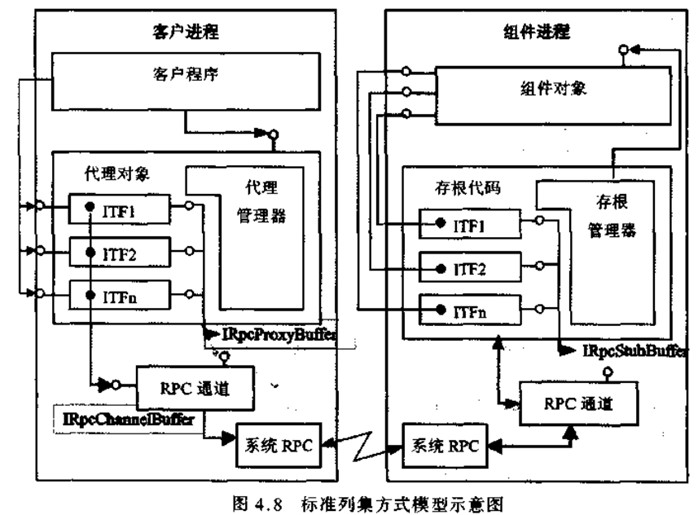 客户进程
客户程序
代理对象
代理
管理器
ITF1
ITF2
ITFn
IRpcProxyBuffer
RPC 通道
IRpcChannelBuffer
系统 RPC
组件进程
组件对象
存根代码
存根
管理器
ITF1
ITF2
ITFn
IRpcStubBuffer
RPC 通道
系统 RPC
图 4.8 标准列集方式模型示意图